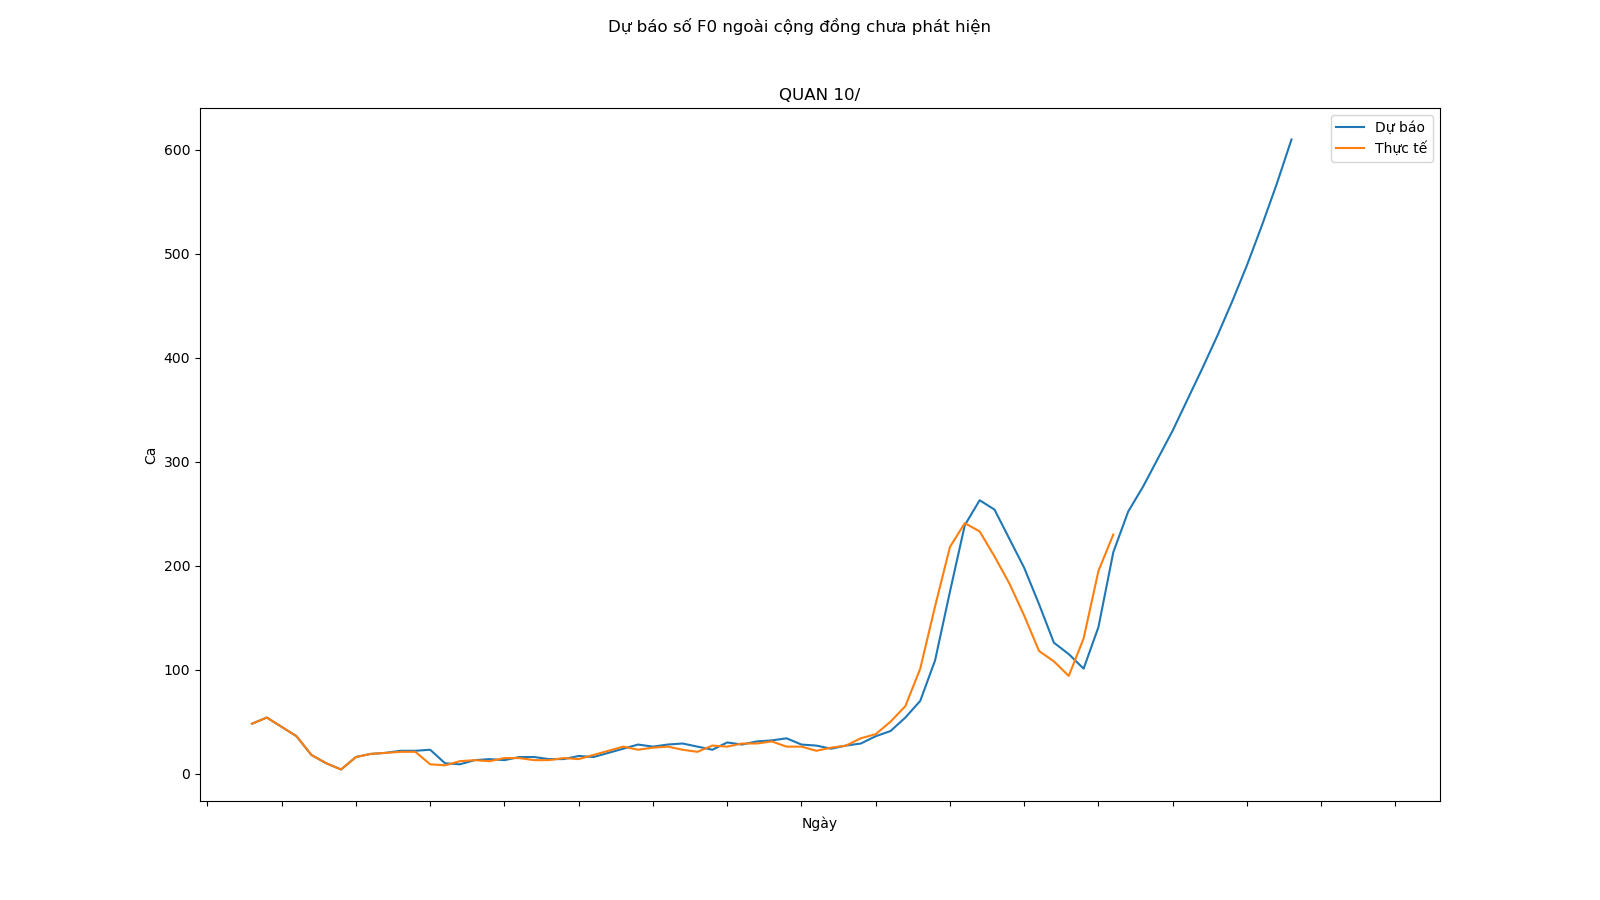 Dự báo số F0 ngoài cộng đồng chưa phát hiện
QUAN 10/
Dự báo
Thực tế
600
500
400
300
200
100
0
Ca
Ngày